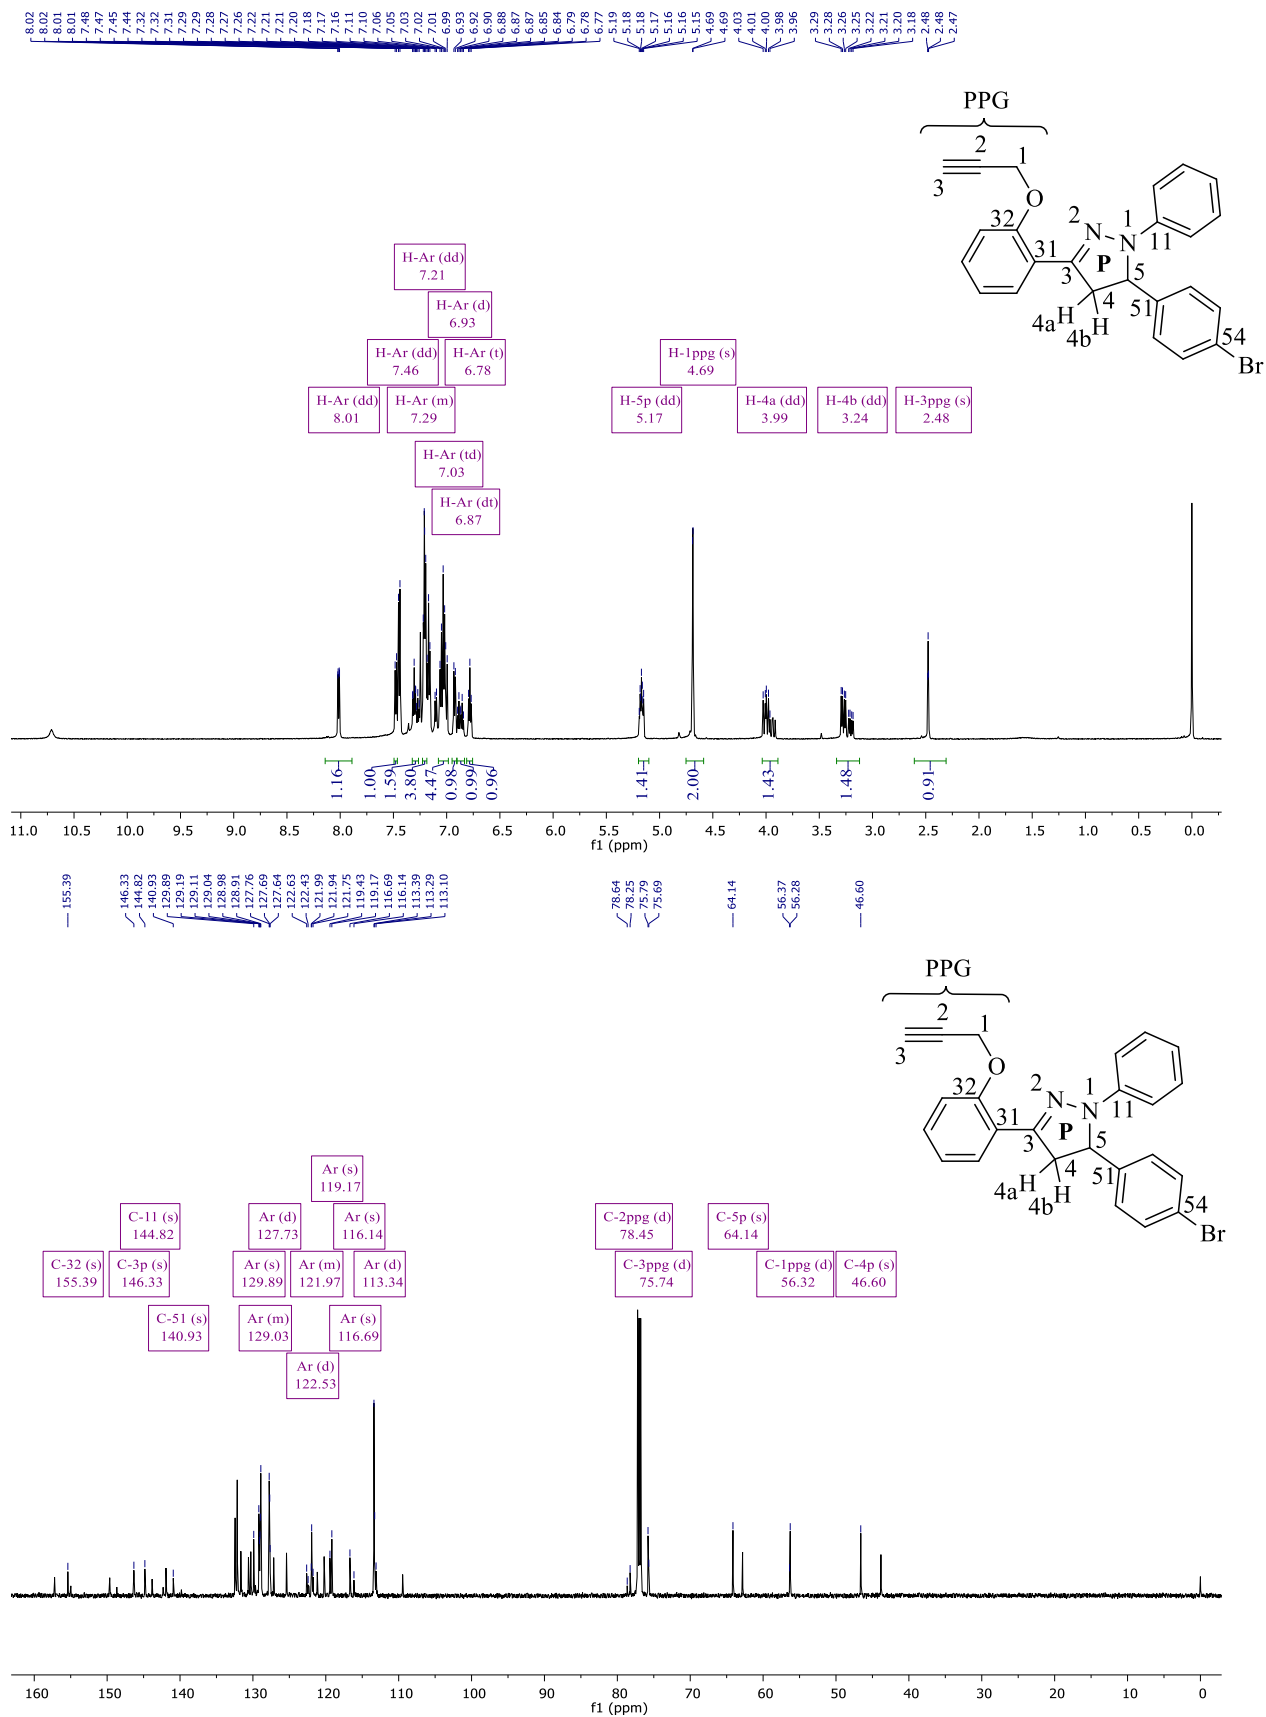 8.02 8.02 8.01 8.01 7.48 7.47 7.45 7.44 7.32 7.32 7.31 7.29 7.29 7.28 7.27 7.26 7.22 7.21 7.21 7.20 7.18 7.17 7.16 7.11 7.10 7.06 7.05 7.03 7.02 7.01 6.99 6.93 6.92 6.90 6.88 6.87 6.87 6.85 6.84 6.79 6.78 6.77 5.19 5.18 5.18 5.17 5.16 5.16 5.15 4.69 4.69 4.03 4.01 4.00 3.98 3.96 3.29 3.28 3.26 3.25 3.22 3.21 3.20 3.18 2.48 2.48 2.47
PPG
2 1
3
O
32 2 N 1 N 11
31 3 P 5
4 51
4a H H 4b
54
Br
H-Ar (dd)
7.21
H-Ar (d)
6.93
H-Ar (dd) H-Ar (t) H-1ppg (s)
7.46 6.78 4.69
H-Ar (dd) H-Ar (m) H-5p (dd) H-4a (dd) H-4b (dd) H-3ppg (s)
8.01 7.29 5.17 3.99 3.24 2.48
H-Ar (td)
7.03
H-Ar (dt)
6.87
1.16 1.00 1.59 3.80 4.47 0.98 0.99 0.96 1.41 2.00 1.43 1.48 0.91
11.0 10.5 10.0 9.5 9.0 8.5 8.0 7.5 7.0 6.5 6.0 5.5 5.0 4.5 4.0 3.5 3.0 2.5 2.0 1.5 1.0 0.5 0.0
f1 (ppm)
155.39 146.33 144.82 140.93 129.89 129.19 129.11 129.04 128.98 128.91 127.76 127.69 127.64 122.63 122.43 121.99 121.94 121.75 119.43 119.17 116.69 116.14 113.39 113.29 113.10 78.64 78.25 75.79 75.69 64.14 56.37 56.28 46.60
PPG
2 1
3
O
32 2 N 1 N 11
31 3 P 5
4 51
4a H H 4b
54
Br
Ar (s)
119.17
C-11 (s) Ar (d) Ar (s) C-2ppg (d) C-5p (s)
144.82 127.73 116.14 78.45 64.14
C-32 (s) C-3p (s) Ar (s) Ar (m) Ar (d) C-3ppg (d) C-1ppg (d) C-4p (s)
155.39 146.33 129.89 121.97 113.34 75.74 56.32 46.60
C-51 (s) Ar (m) Ar (s)
140.93 129.03 116.69
Ar (d)
122.53
160 150 140 130 120 110 100 90 80 70 60 50 40 30 20 10 0
f1 (ppm)